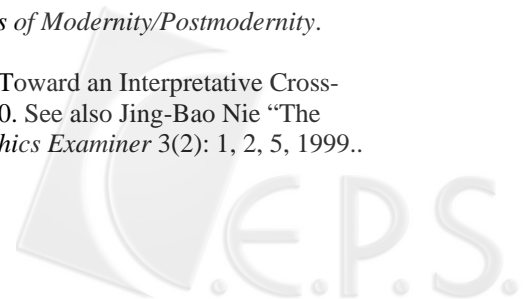 s of Modernity/Postmodernity.
Toward an Interpretative Cross-
0. See also Jing-Bao Nie “The
hics Examiner 3(2): 1, 2, 5, 1999..
C.E.P.S.